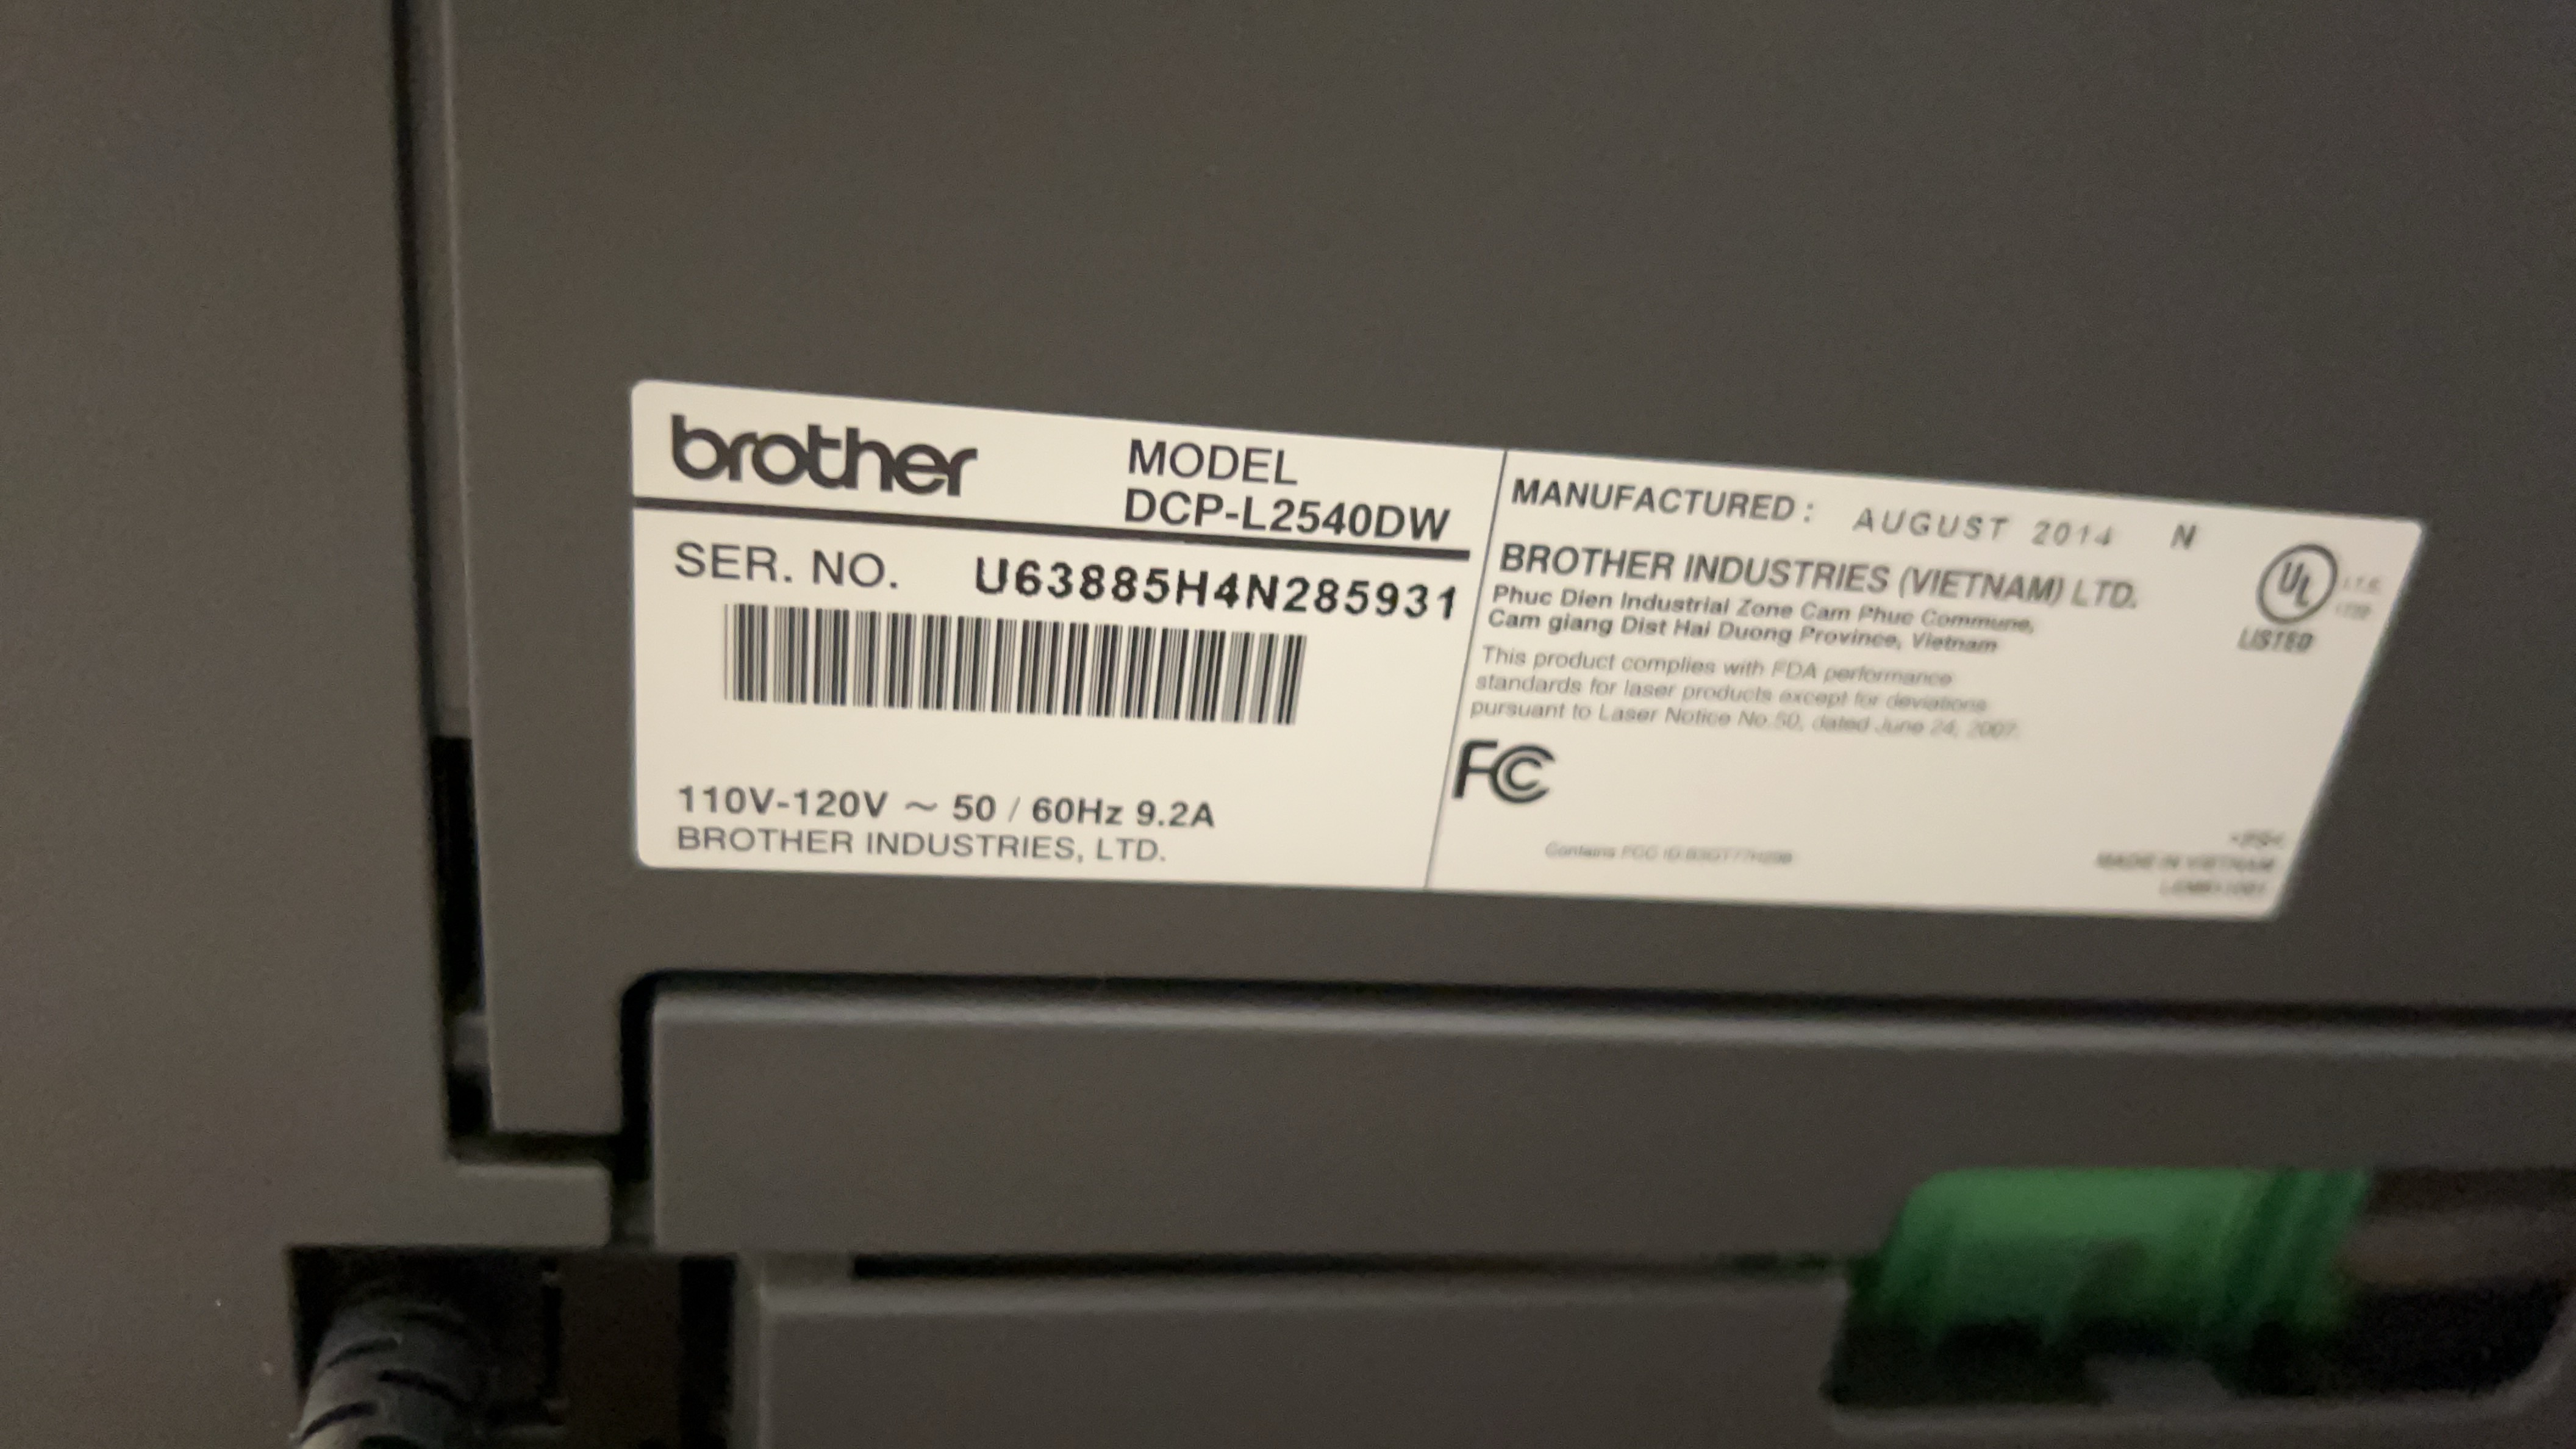 brother
MODEL
DCP-L2540DW
SER. NO. U63885H4N285931
110V-120V ~ 50 / 60Hz 9.2A
BROTHER INDUSTRIES, LTD.
MANUFACTURED : AUGUST 2014 N
BROTHER INDUSTRIES (VIETNAM) LTD.
Phuc Dien Industrial Zone Cam Phuc Commune,
Cam giang Dist Hai Duong Province, Vietnam
This product complies with FDA performance
standards for laser products except for deviations
pursuant to Laser Notice No.50, dated June 24, 2007.
FC
Contains FCC ID:
UL
LISTED
MADE IN VIETNAM